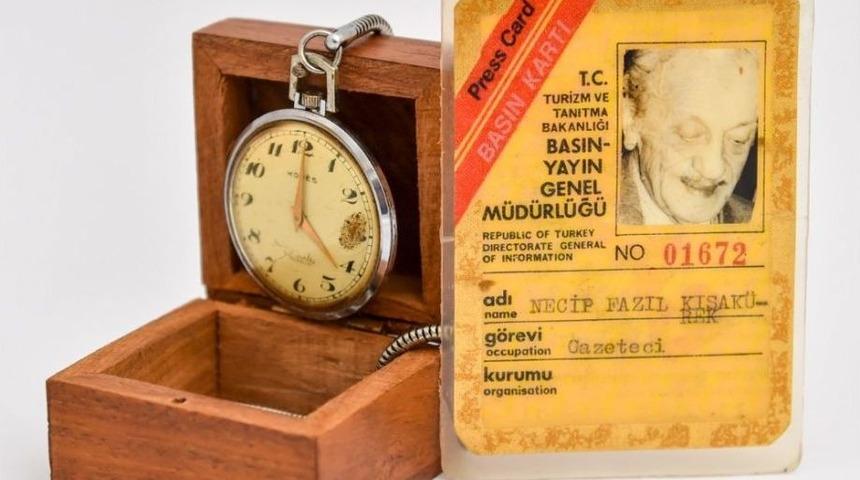 12
11 1
10 2
9
8 4
7 5
6
Press Card
BASIN KARTI
T.C.
TURİZM VE
TANITMA
BAKANLIĞI
BASIN-
YAYIN
GENEL
MÜDÜRLÜĞÜ
REPUBLIC OF TURKEY
DIRECTORATE GENERAL
OF INFORMATION
NO 01672
adı NECİP FAZIL KISAKÜ-
name REK
görevi
occupation Gazeteci
kurumu
organisation